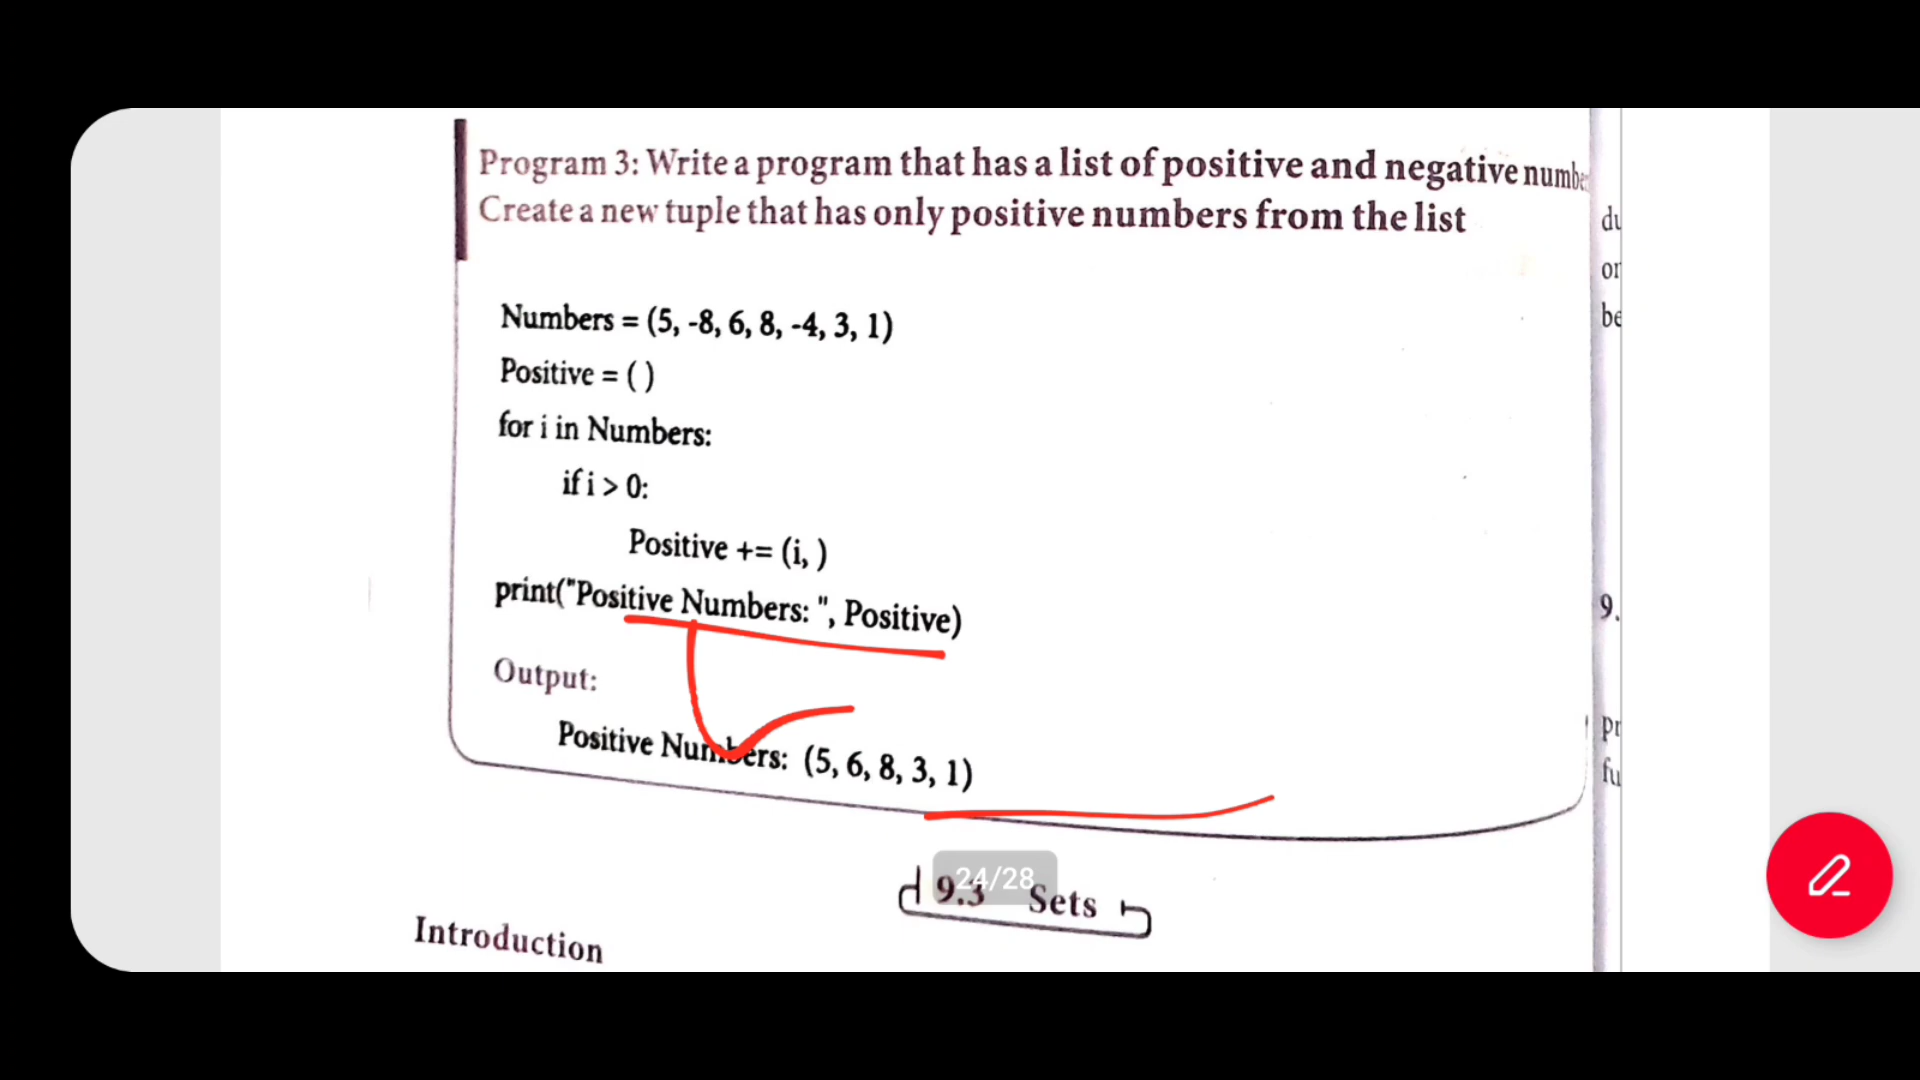 Program 3: Write a program that has a list of positive and negative
Create a new tuple that has only positive numbers from the list
Numbers = (5, -8, 6, 8, -4, 3, 1)
Positive = ( )
for i in Numbers:
if i > 0:
Positive += (i, )
print("Positive Numbers: ", Positive)
Output:
Positive Numbers: (5, 6, 8, 3, 1)
24/28
9.3 Sets
Introduction
be
9.